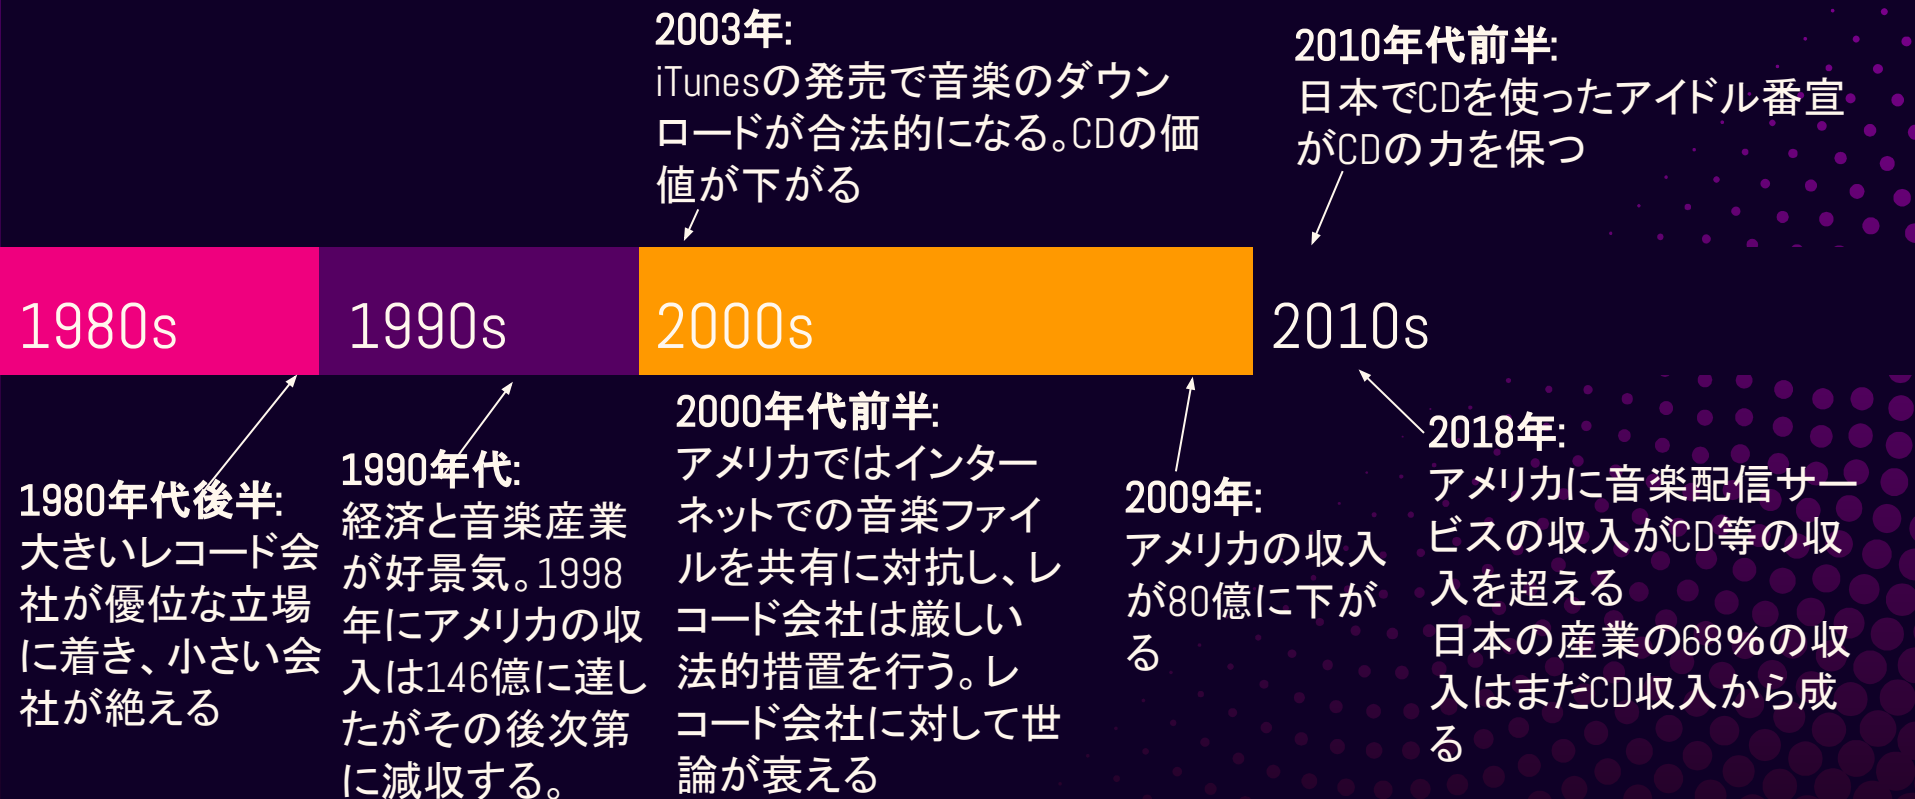 2003年:
iTunesの発売で音楽のダウン
ロードが合法的になる。CDの価
値が下がる
2010年代前半:
日本でCDを使ったアイドル番宣
がCDの力を保つ
1980s
1990s
2000s
2010s
1980年代後半:
大きいレコード会
社が優位な立場
に着き、小さい会
社が絶える
1990年代:
経済と音楽産業
が好景気。1998
年にアメリカの収
入は146億に達し
たがその後次第
に減収する。
2000年代前半:
アメリカではインター
ネットでの音楽ファイ
ルを共有に対抗し、レ
コード会社は厳しい
法的措置を行う。レ
コード会社に対して世
論が衰える
2009年:
アメリカの収入
が80億に下が
る
2018年:
アメリカに音楽配信サー
ビスの収入がCD等の収
入を超える
日本の産業の68%の収
入はまだCD収入から成
る